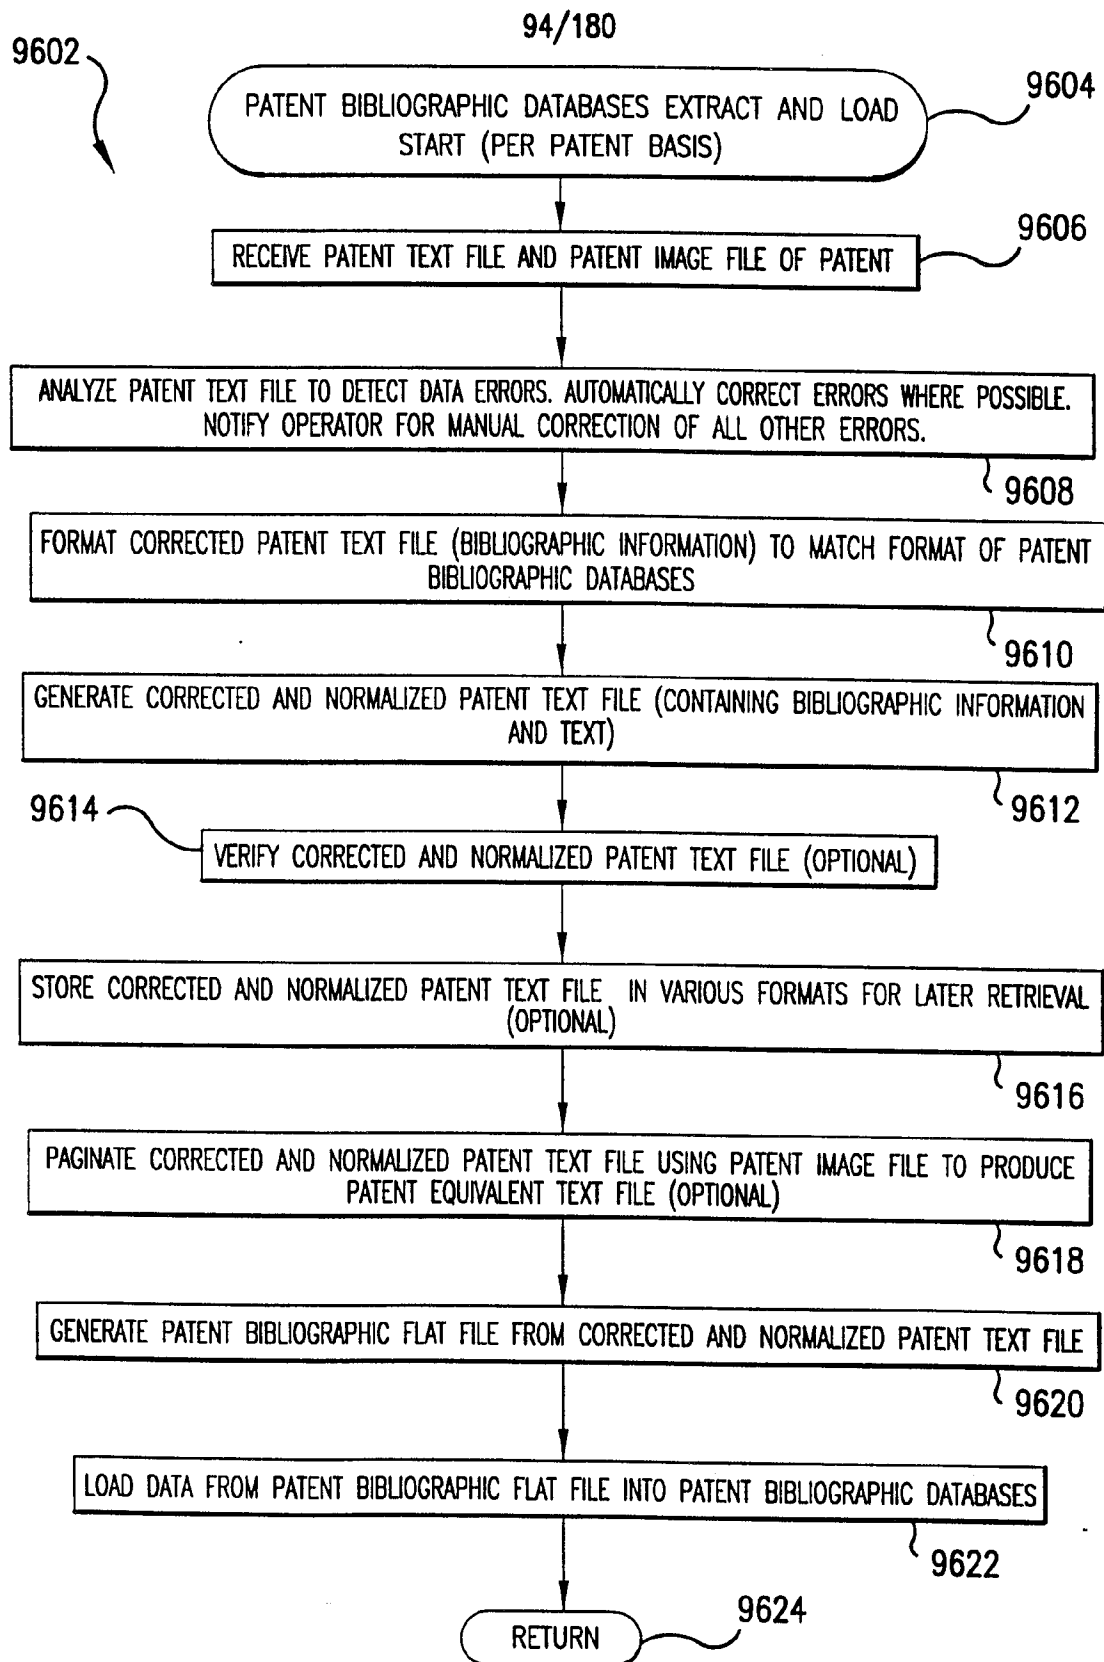 94/180
9602
PATENT BIBLIOGRAPHIC DATABASES EXTRACT AND LOAD
START (PER PATENT BASIS)
9604
RECEIVE PATENT TEXT FILE AND PATENT IMAGE FILE OF PATENT
9606
ANALYZE PATENT TEXT FILE TO DETECT DATA ERRORS. AUTOMATICALLY CORRECT ERRORS WHERE POSSIBLE.
NOTIFY OPERATOR FOR MANUAL CORRECTION OF ALL OTHER ERRORS.
9608
FORMAT CORRECTED PATENT TEXT FILE (BIBLIOGRAPHIC INFORMATION) TO MATCH FORMAT OF PATENT
BIBLIOGRAPHIC DATABASES
9610
GENERATE CORRECTED AND NORMALIZED PATENT TEXT FILE (CONTAINING BIBLIOGRAPHIC INFORMATION
AND TEXT)
9612
9614
VERIFY CORRECTED AND NORMALIZED PATENT TEXT FILE (OPTIONAL)
STORE CORRECTED AND NORMALIZED PATENT TEXT FILE IN VARIOUS FORMATS FOR LATER RETRIEVAL
(OPTIONAL)
9616
PAGINATE CORRECTED AND NORMALIZED PATENT TEXT FILE USING PATENT IMAGE FILE TO PRODUCE
PATENT EQUIVALENT TEXT FILE (OPTIONAL)
9618
GENERATE PATENT BIBLIOGRAPHIC FLAT FILE FROM CORRECTED AND NORMALIZED PATENT TEXT FILE
9620
LOAD DATA FROM PATENT BIBLIOGRAPHIC FLAT FILE INTO PATENT BIBLIOGRAPHIC DATABASES
9622
RETURN
9624